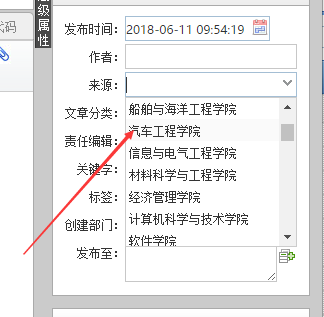 级属性
代码
发布时间： 2018-06-11 09:54:19
作者：
来源：
文章分类： 船舶与海洋工程学院
汽车工程学院
责任编辑：
信息与电气工程学院
关键字： 材料科学与工程学院
标签： 经济管理学院
创建部门： 计算机科学与技术学院
软件学院
发布至：